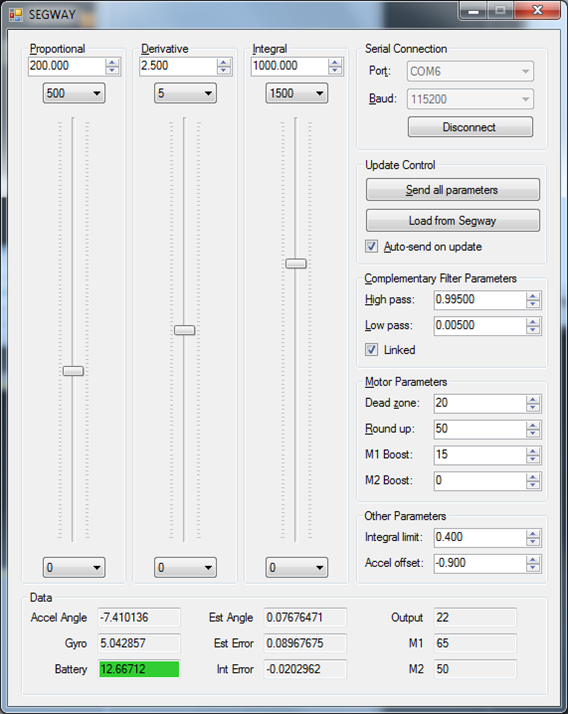 SEGWAY
Proportional
200.000
500
0
Derivative
2.500
5
0
Integral
1000.000
1500
0
Serial Connection
Port: COM6
Baud: 115200
Disconnect
Update Control
Send all parameters
Load from Segway
Auto-send on update
Complementary Filter Parameters
High pass: 0.99500
Low pass: 0.00500
Linked
Motor Parameters
Dead zone: 20
Round up: 50
M1 Boost: 15
M2 Boost: 0
Other Parameters
Integral limit: 0.400
Accel offset: -0.900
Data
Accel Angle -7.410136 Est Angle 0.07676471 Output 22
Gyro 5.042857 Est Error 0.08967675 M1 65
Battery 12.66712 Int Error -0.0202962 M2 50